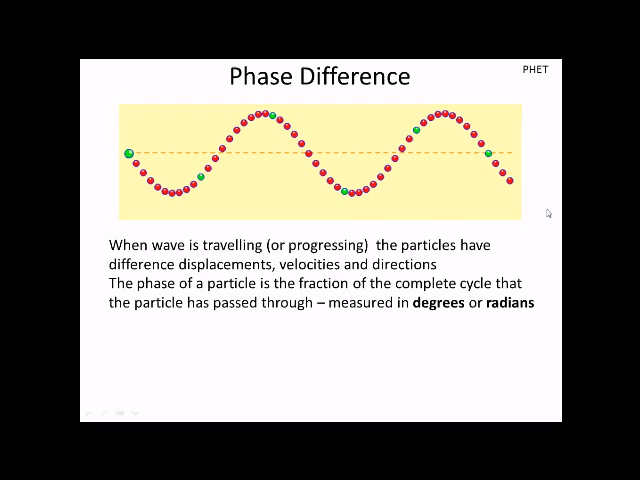 PHET
Phase Difference
When wave is travelling (or progressing) the particles have
difference displacements, velocities and directions
The phase of a particle is the fraction of the complete cycle that
the particle has passed through – measured in degrees or radians